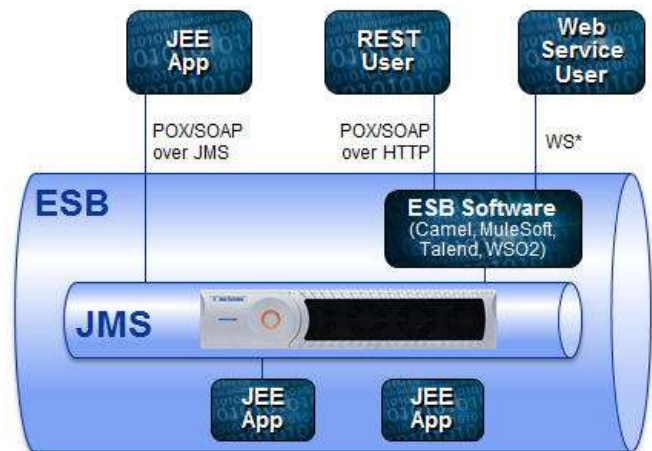 JEE
App
REST
User
Web
Service
User
POX/SOAP
over JMS
POX/SOAP
over HTTP
WS*
ESB
ESB Software
(Camel, MuleSoft,
Talend, WSO2)
JMS
JEE
App
JEE
App